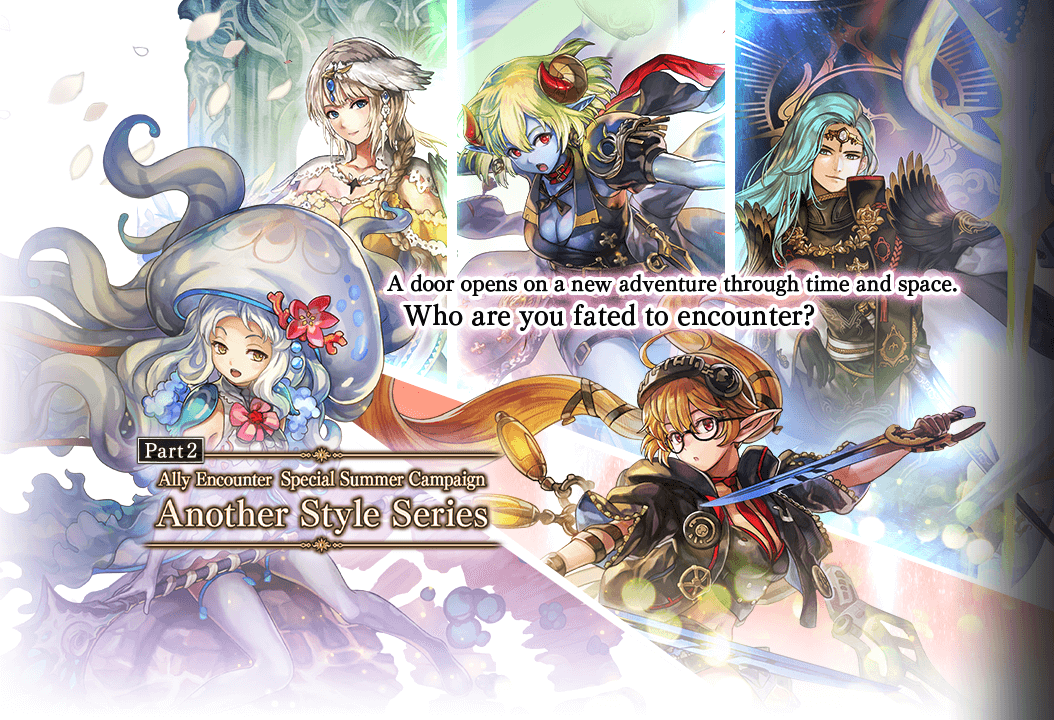 A door opens on a new adventure through time and space.
Who are you fated to encounter?
Part 2
Ally Encounter Special Summer Campaign
Another Style Series